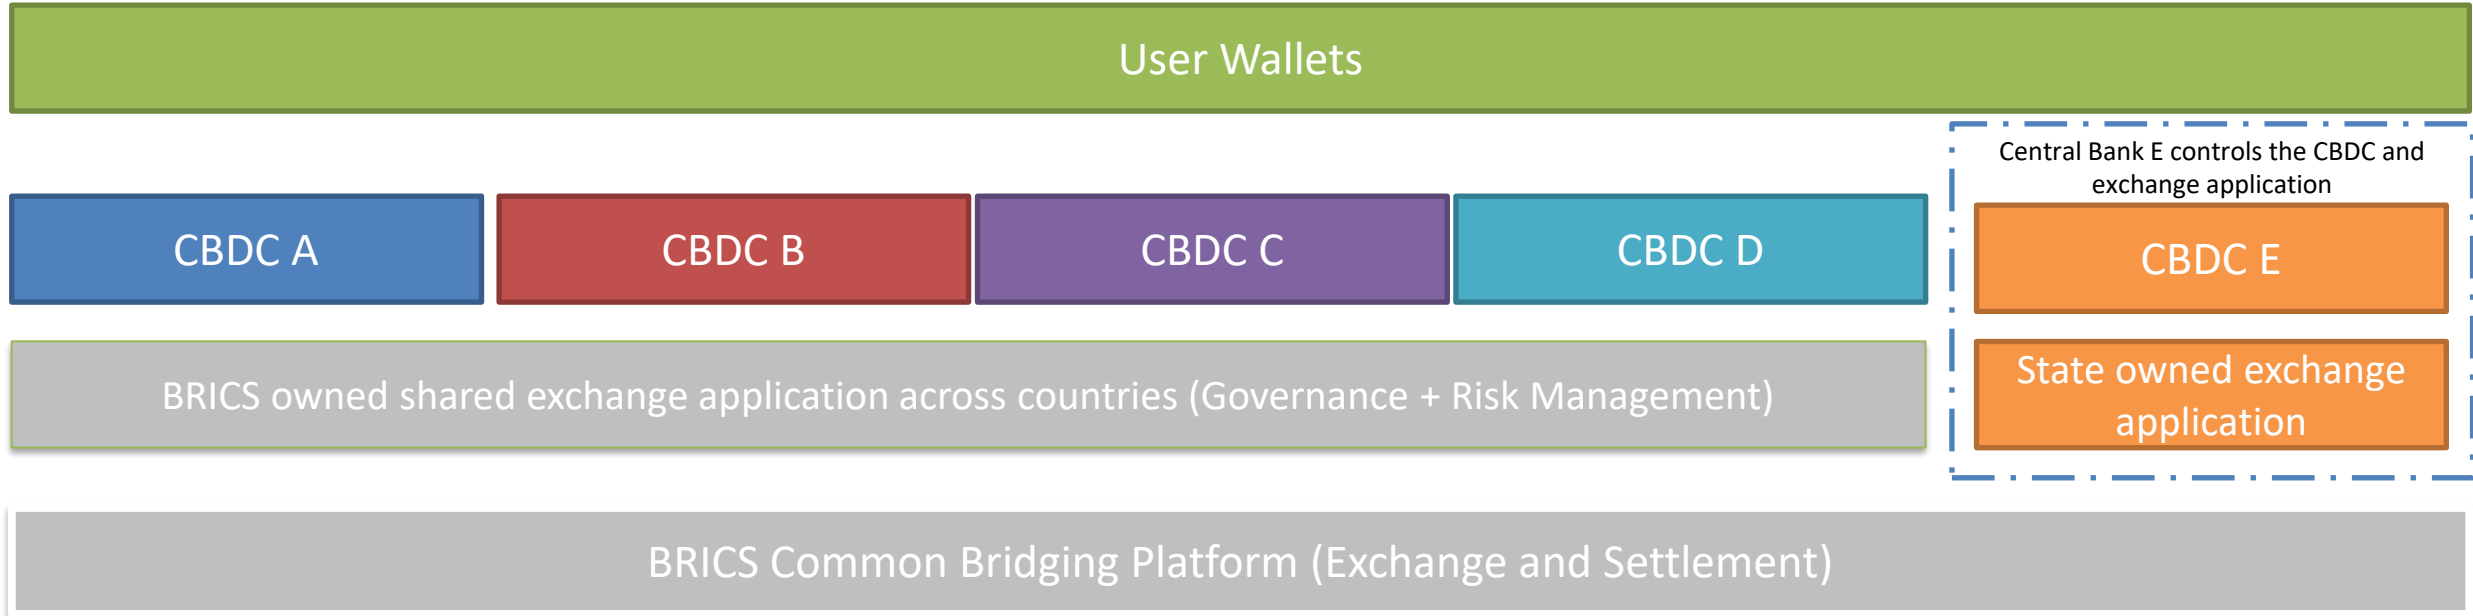 User Wallets
Central Bank E controls the CBDC and
exchange application
CBDC A
CBDC B
CBDC C
CBDC D
CBDC E
BRICS owned shared exchange application across countries (Governance + Risk Management)
State owned exchange
application
BRICS Common Bridging Platform (Exchange and Settlement)